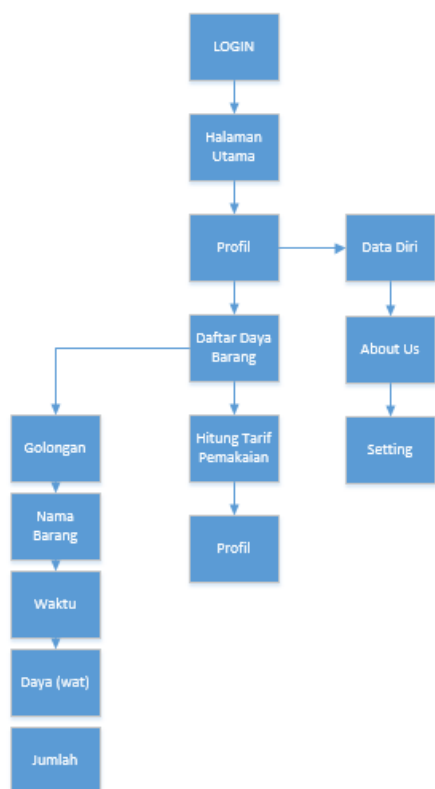 LOGIN
Halaman
Utama
Profil
Data Diri
Daftar Daya
Barang
About Us
Golongan
Hitung Tarif
Pemakaian
Setting
Nama
Barang
Profil
Waktu
Daya (wat)
Jumlah